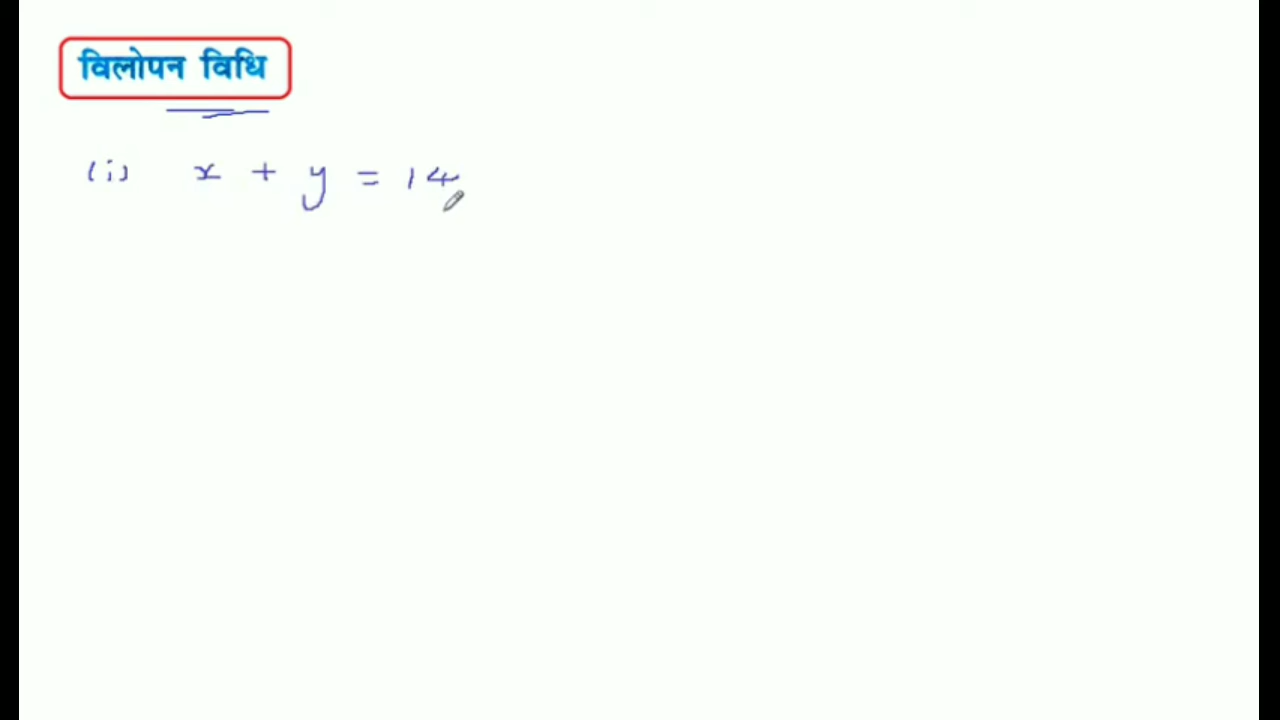 विलोपन विधि
(i) x + y = 14